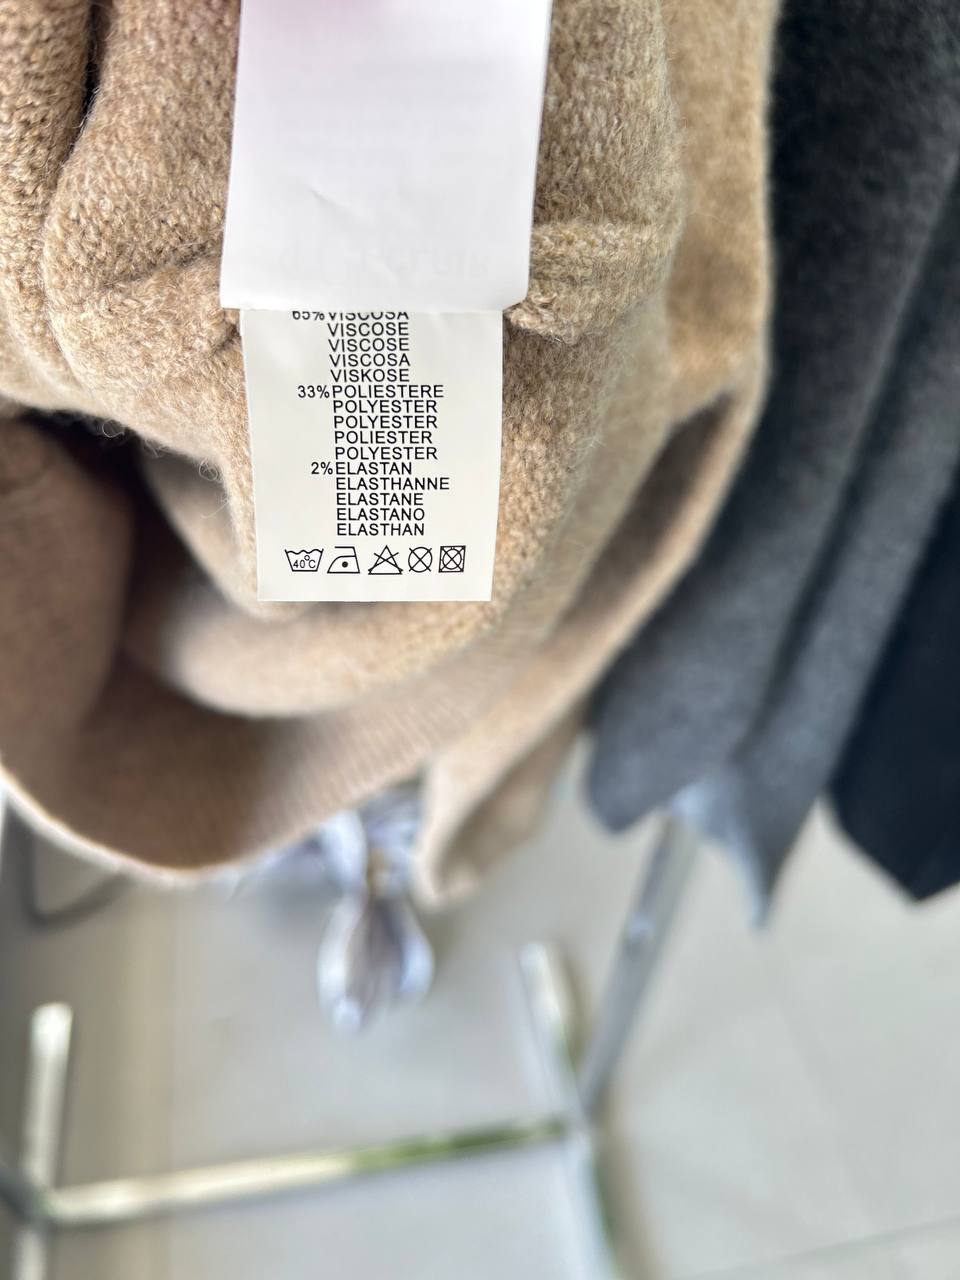 65% VISCOSA
VISCOSE
VISCOSE
VISCOSA
VISKOSE
33% POLIESTERE
POLYESTER
POLYESTER
POLIESTER
POLYESTER
2% ELASTAN
ELASTHANNE
ELASTANE
ELASTANO
ELASTHAN
40°C